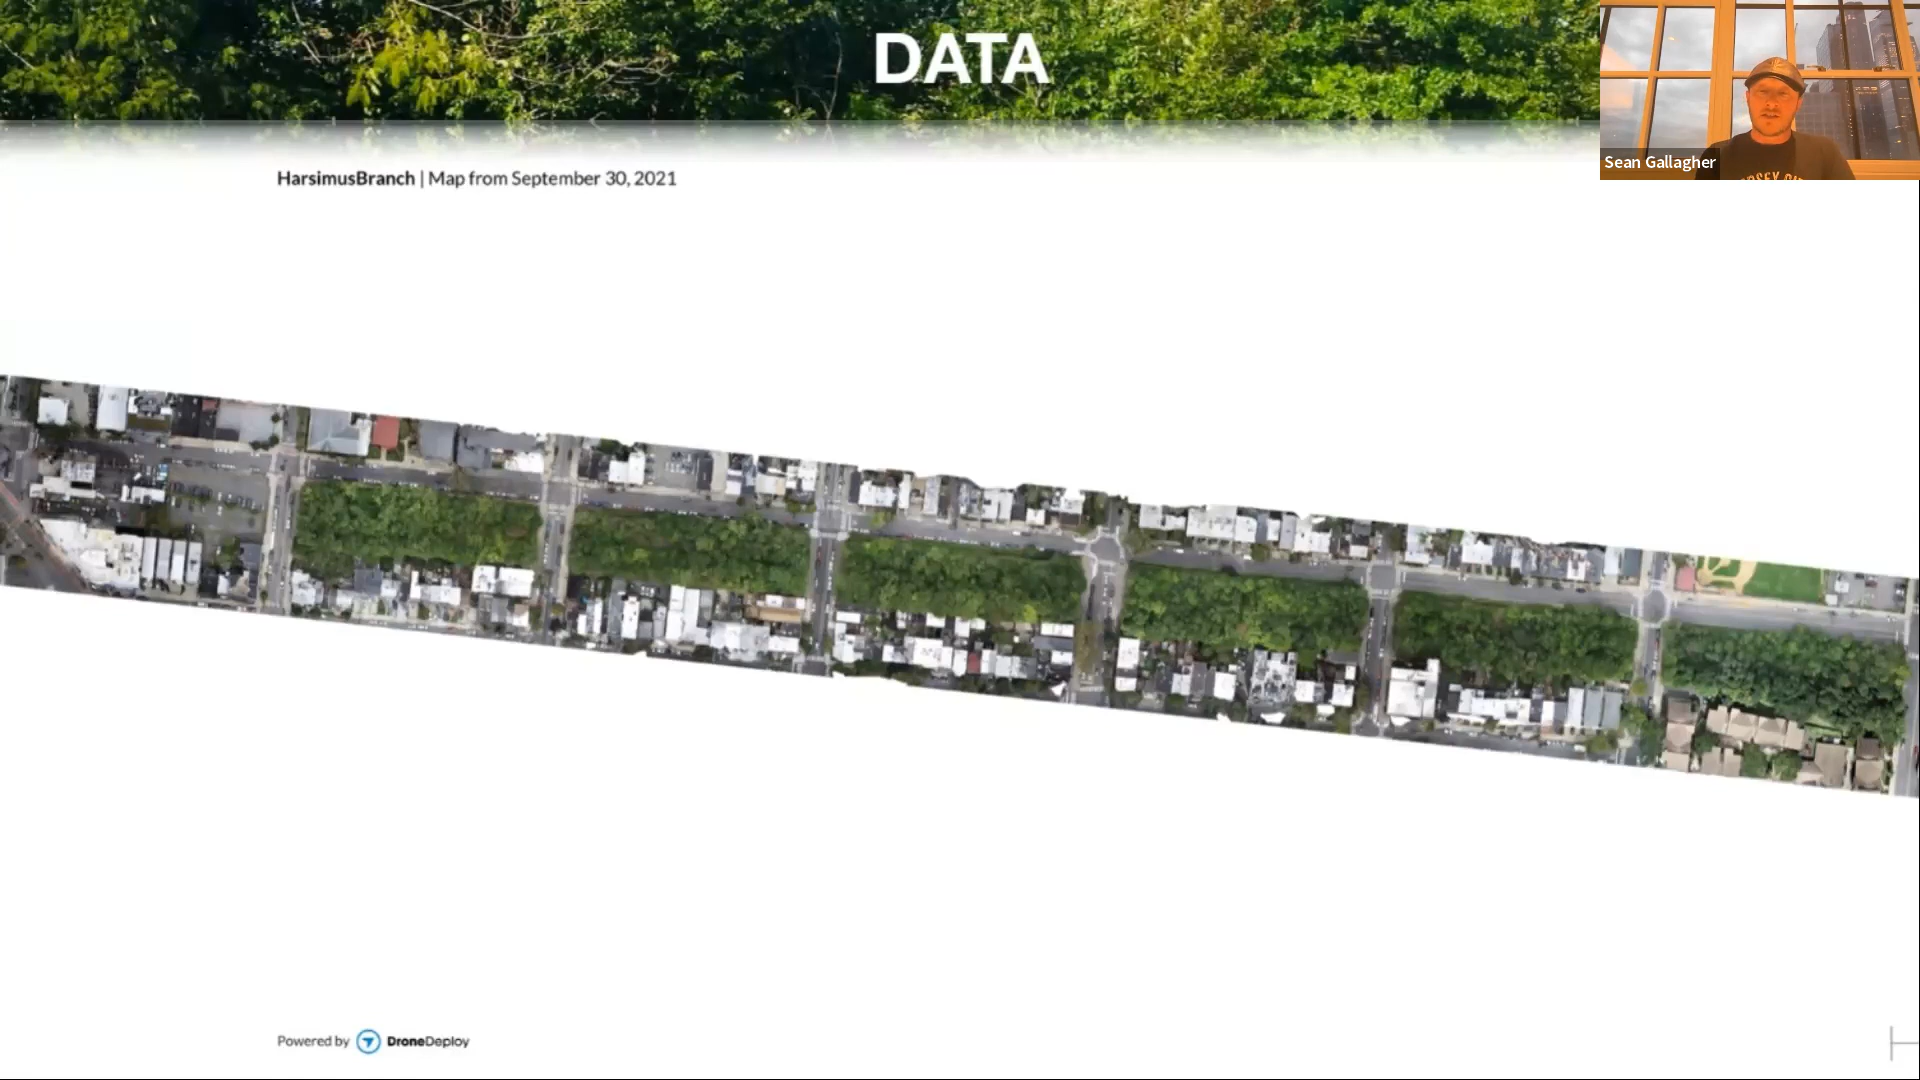 DATA
Sean Gallagher
HarsimusBranch | Map from September 30, 2021
Powered by DroneDeploy